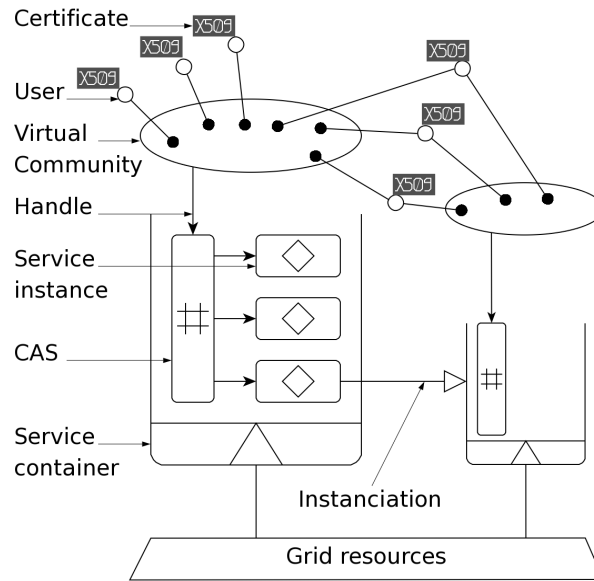 Certificate
X509
X509
X509
X509
User
X509
Virtual
Community
X509
Handle
Service
instance
CAS
Service
container
Instanciation
Grid resources